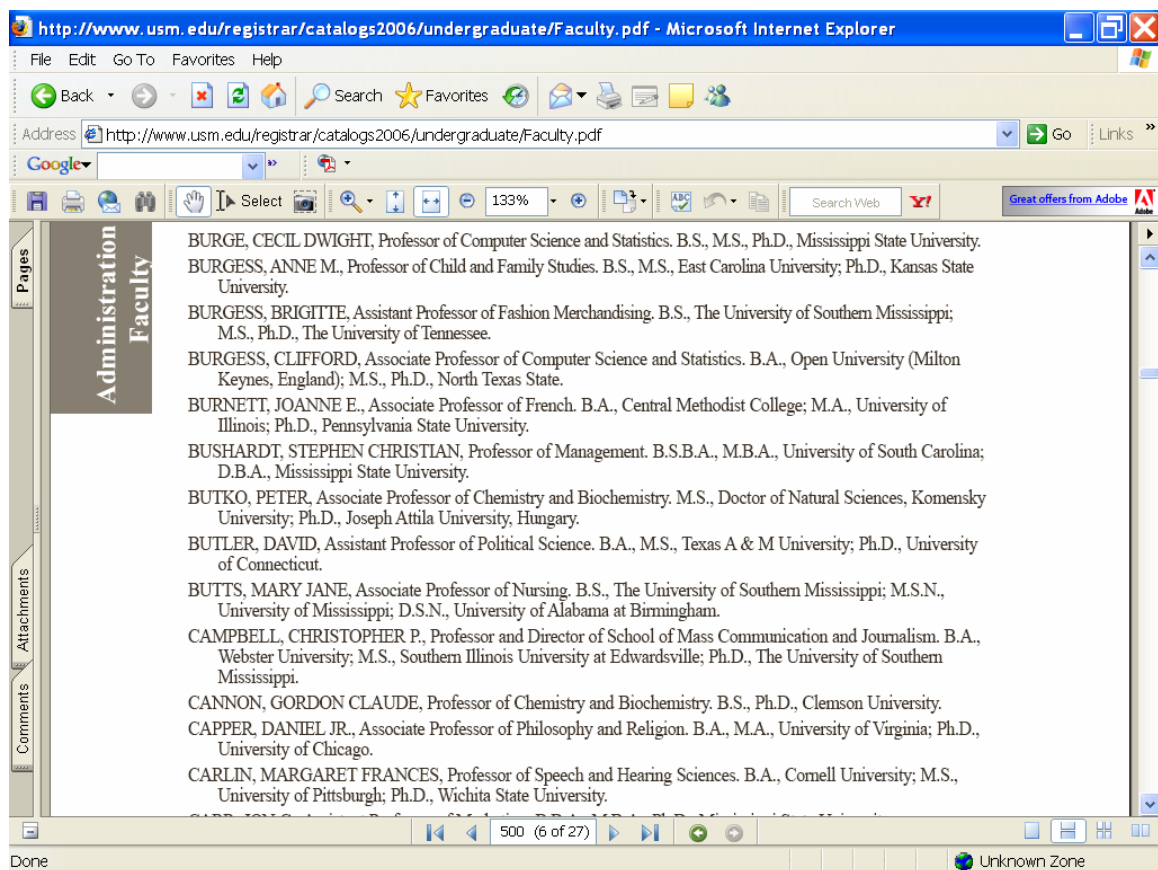 http://www.usm.edu/registrar/catalogs2006/undergraduate/Faculty.pdf - Microsoft Internet Explorer
File Edit Go To Favorites Help
Back Search Favorites
Address http://www.usm.edu/registrar/catalogs2006/undergraduate/Faculty.pdf Go Links »
Google
Select 133% ABC Search Web Y! Great offers from Adobe Adobe
Pages
Attachments
Comments
Administration
Faculty
BURGE, CECIL DWIGHT, Professor of Computer Science and Statistics. B.S., M.S., Ph.D., Mississippi State University.
BURGESS, ANNE M., Professor of Child and Family Studies. B.S., M.S., East Carolina University; Ph.D., Kansas State
University.
BURGESS, BRIGITTE, Assistant Professor of Fashion Merchandising. B.S., The University of Southern Mississippi;
M.S., Ph.D., The University of Tennessee.
BURGESS, CLIFFORD, Associate Professor of Computer Science and Statistics. B.A., Open University (Milton
Keynes, England); M.S., Ph.D., North Texas State.
BURNETT, JOANNE E., Associate Professor of French. B.A., Central Methodist College; M.A., University of
Illinois; Ph.D., Pennsylvania State University.
BUSHARDT, STEPHEN CHRISTIAN, Professor of Management. B.S.B.A., M.B.A., University of South Carolina;
D.B.A., Mississippi State University.
BUTKO, PETER, Associate Professor of Chemistry and Biochemistry. M.S., Doctor of Natural Sciences, Komensky
University; Ph.D., Joseph Attila University, Hungary.
BUTLER, DAVID, Assistant Professor of Political Science. B.A., M.S., Texas A & M University; Ph.D., University
of Connecticut.
BUTTS, MARY JANE, Associate Professor of Nursing. B.S., The University of Southern Mississippi; M.S.N.,
University of Mississippi; D.S.N., University of Alabama at Birmingham.
CAMPBELL, CHRISTOPHER P., Professor and Director of School of Mass Communication and Journalism. B.A.,
Webster University; M.S., Southern Illinois University at Edwardsville; Ph.D., The University of Southern
Mississippi.
CANNON, GORDON CLAUDE, Professor of Chemistry and Biochemistry. B.S., Ph.D., Clemson University.
CAPPER, DANIEL JR., Associate Professor of Philosophy and Religion. B.A., M.A., University of Virginia; Ph.D.,
University of Chicago.
CARLIN, MARGARET FRANCES, Professor of Speech and Hearing Sciences. B.A., Cornell University; M.S.,
University of Pittsburgh; Ph.D., Wichita State University.
500 (6 of 27)
Done Unknown Zone